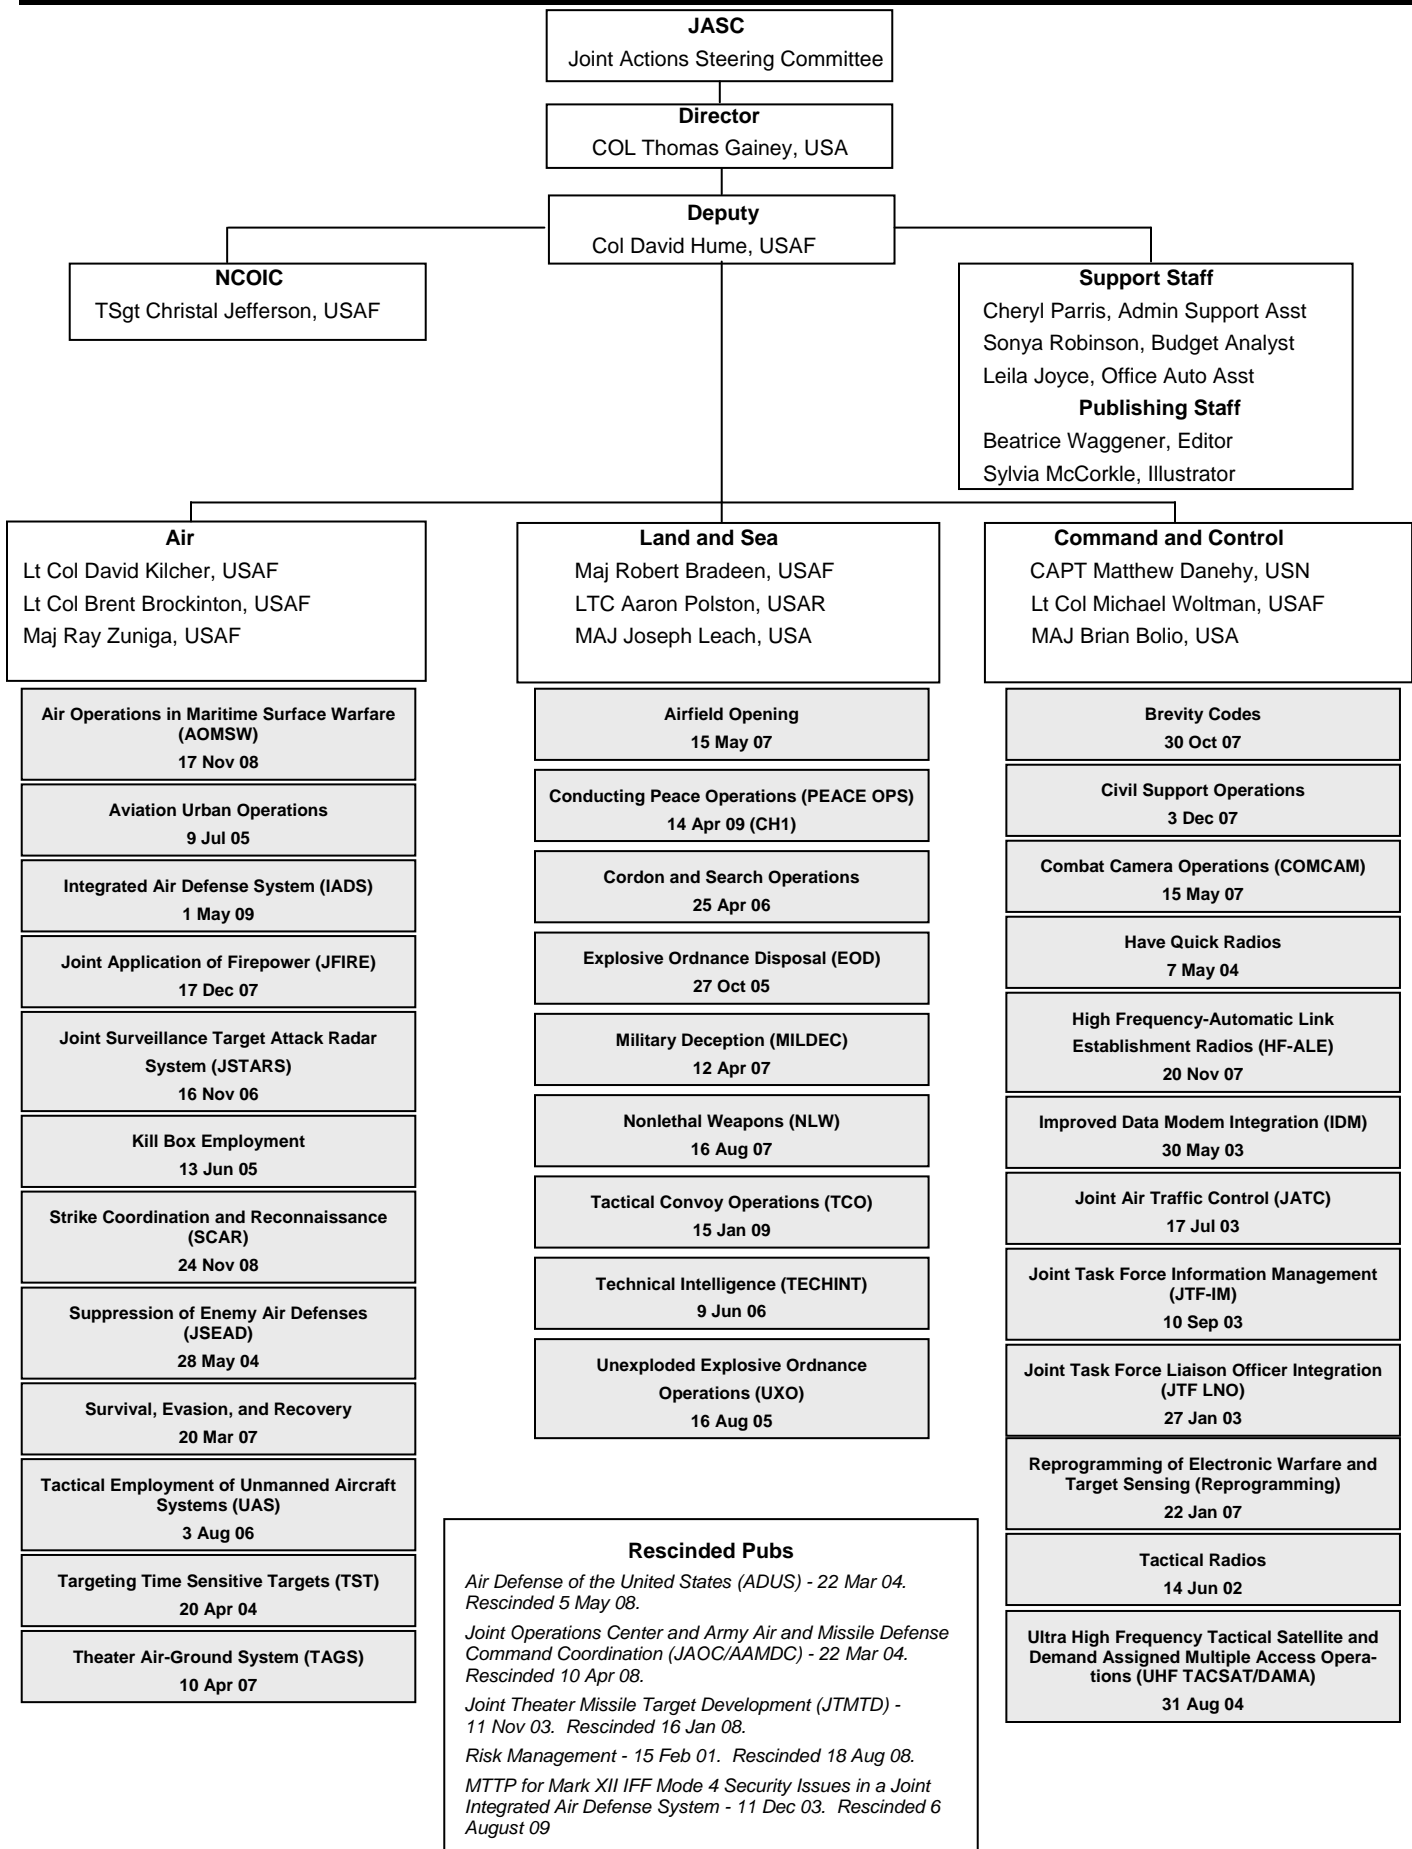 JASC
Joint Actions Steering Committee
Director
COL Thomas Gainey, USA
Deputy
Col David Hume, USAF
NCOIC
TSgt Christal Jefferson, USAF
Support Staff
Cheryl Parris, Admin Support Asst
Sonya Robinson, Budget Analyst
Leila Joyce, Office Auto Asst
Publishing Staff
Beatrice Waggener, Editor
Sylvia McCorkle, Illustrator
Air
Lt Col David Kilcher, USAF
Lt Col Brent Brockinton, USAF
Maj Ray Zuniga, USAF
Air Operations in Maritime Surface Warfare
(AOMSW)
17 Nov 08
Aviation Urban Operations
9 Jul 05
Integrated Air Defense System (IADS)
1 May 09
Joint Application of Firepower (JFIRE)
17 Dec 07
Joint Surveillance Target Attack Radar
System (JSTARS)
16 Nov 06
Kill Box Employment
13 Jun 05
Strike Coordination and Reconnaissance
(SCAR)
24 Nov 08
Suppression of Enemy Air Defenses
(JSEAD)
28 May 04
Survival, Evasion, and Recovery
20 Mar 07
Tactical Employment of Unmanned Aircraft
Systems (UAS)
3 Aug 06
Targeting Time Sensitive Targets (TST)
20 Apr 04
Theater Air-Ground System (TAGS)
10 Apr 07
Land and Sea
Maj Robert Bradeen, USAF
LTC Aaron Polston, USAR
MAJ Joseph Leach, USA
Airfield Opening
15 May 07
Conducting Peace Operations (PEACE OPS)
14 Apr 09 (CH1)
Cordon and Search Operations
25 Apr 06
Explosive Ordnance Disposal (EOD)
27 Oct 05
Military Deception (MILDEC)
12 Apr 07
Nonlethal Weapons (NLW)
16 Aug 07
Tactical Convoy Operations (TCO)
15 Jan 09
Technical Intelligence (TECHINT)
9 Jun 06
Unexploded Explosive Ordnance
Operations (UXO)
16 Aug 05
Rescinded Pubs
Air Defense of the United States (ADUS) - 22 Mar 04.
Rescinded 5 May 08.
Joint Operations Center and Army Air and Missile Defense
Command Coordination (JAOC/AAMDC) - 22 Mar 04.
Rescinded 10 Apr 08.
Joint Theater Missile Target Development (JTMTD) -
11 Nov 03. Rescinded 16 Jan 08.
Risk Management - 15 Feb 01. Rescinded 18 Aug 08.
MTTP for Mark XII IFF Mode 4 Security Issues in a Joint
Integrated Air Defense System - 11 Dec 03. Rescinded 6
August 09
Command and Control
CAPT Matthew Danehy, USN
Lt Col Michael Woltman, USAF
MAJ Brian Bolio, USA
Brevity Codes
30 Oct 07
Civil Support Operations
3 Dec 07
Combat Camera Operations (COMCAM)
15 May 07
Have Quick Radios
7 May 04
High Frequency-Automatic Link
Establishment Radios (HF-ALE)
20 Nov 07
Improved Data Modem Integration (IDM)
30 May 03
Joint Air Traffic Control (JATC)
17 Jul 03
Joint Task Force Information Management
(JTF-IM)
10 Sep 03
Joint Task Force Liaison Officer Integration
(JTF LNO)
27 Jan 03
Reprogramming of Electronic Warfare and
Target Sensing (Reprogramming)
22 Jan 07
Tactical Radios
14 Jun 02
Ultra High Frequency Tactical Satellite and
Demand Assigned Multiple Access Opera-
tions (UHF TACSAT/DAMA)
31 Aug 04